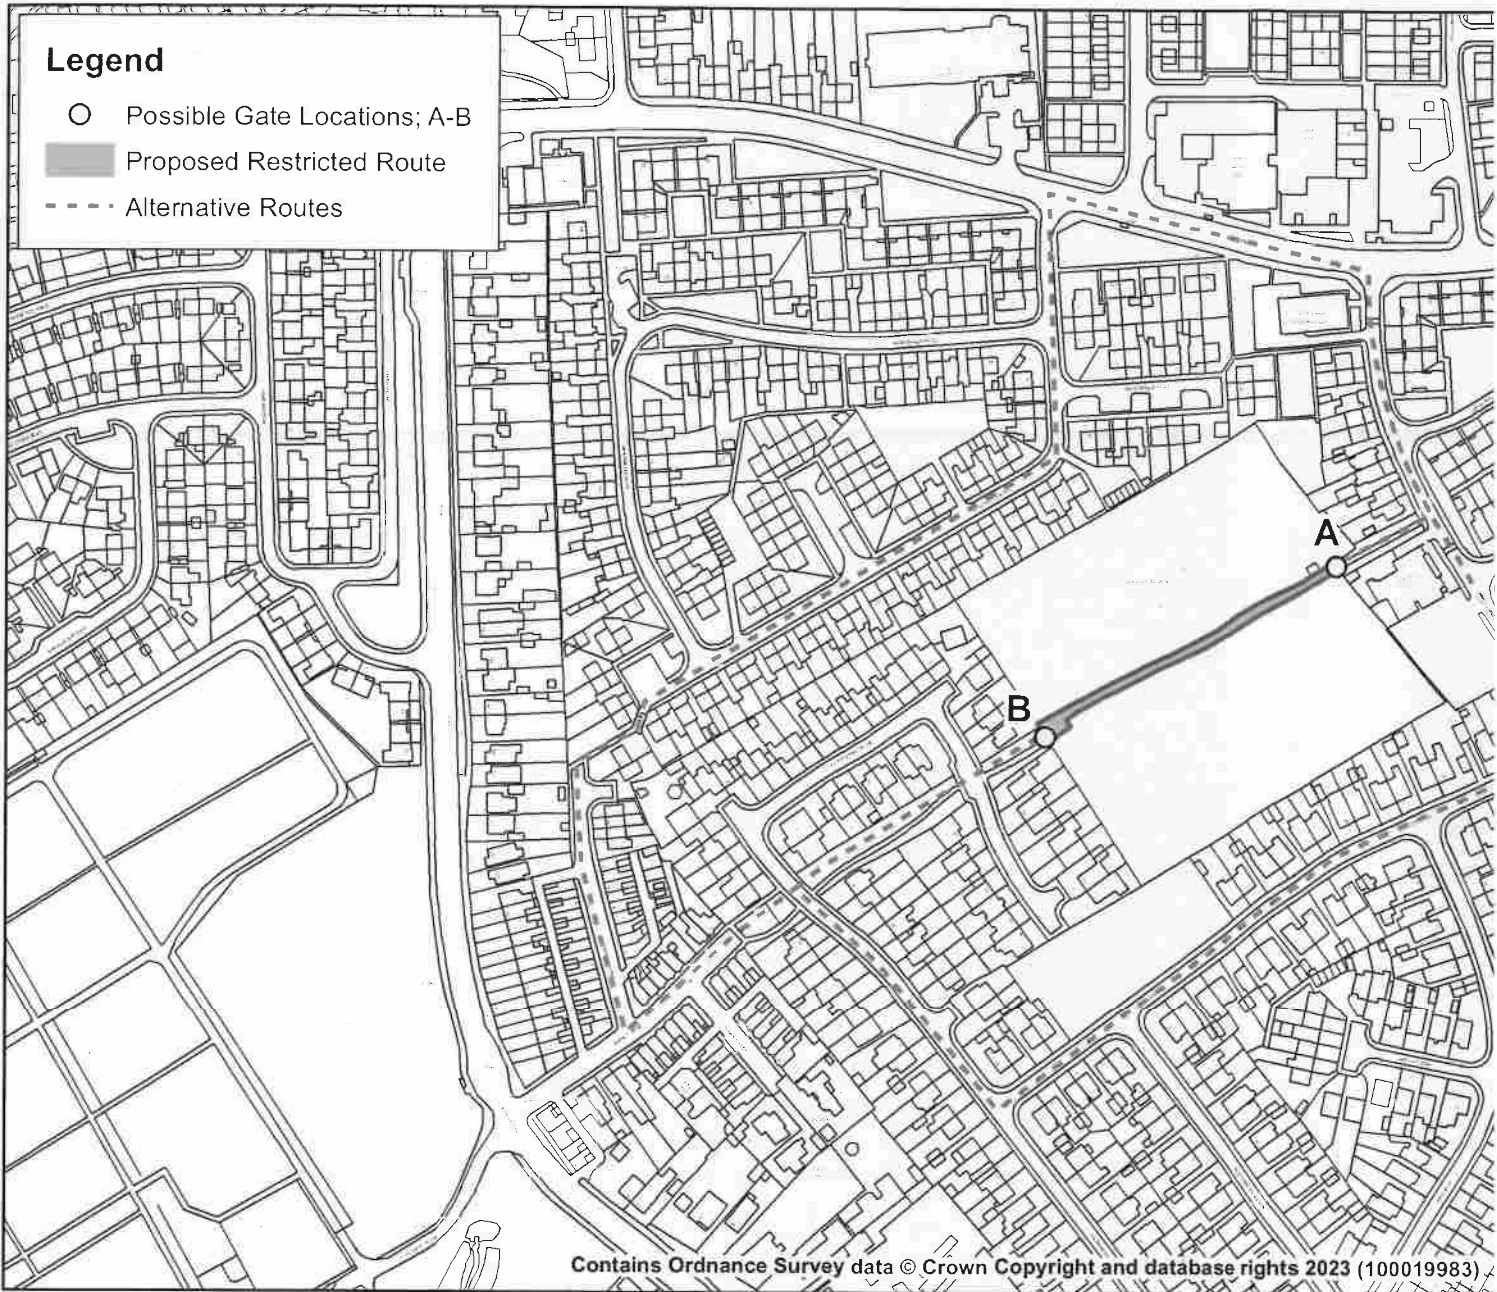 Legend
Possible Gate Locations; A-B
Proposed Restricted Route
Alternative Routes
A
B
Contains Ordnance Survey data © Crown Copyright and database rights 2023 (100019983)